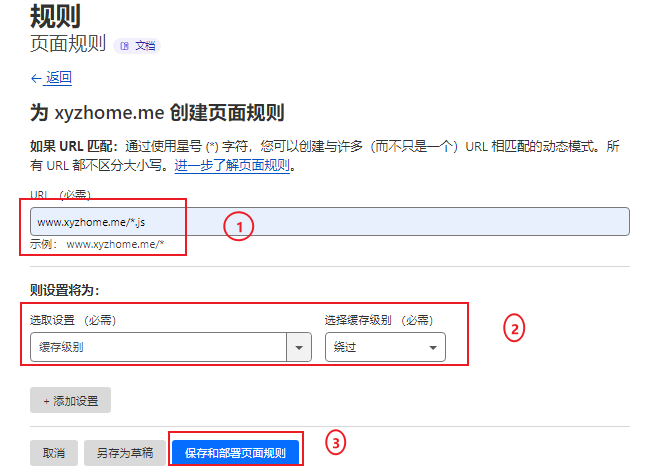 规则
页面规则 文档
← 返回
为 xyzhome.me 创建页面规则
如果 URL 匹配：通过使用星号 (*) 字符，您可以创建与许多（而不只是一个）URL 相匹配的动态模式。所
有 URL 都不区分大小写。进一步了解页面规则。
URL （必需）
www.xyzhome.me/*.js
1
示例： www.xyzhome.me/*
则设置将为：
选取设置 （必需） 选择缓存级别 （必需）
2
缓存级别 绕过
+ 添加设置
3
取消 另存为草稿 保存和部署页面规则